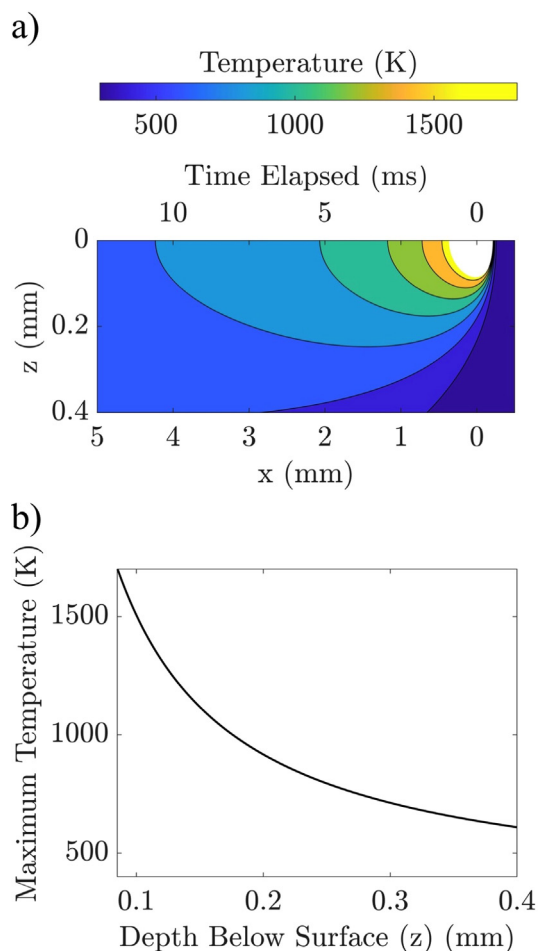 a)
Temperature (K)
500 1000 1500
Time Elapsed (ms)
10 5 0
0
0.2
0.4
z (mm)
5 4 3 2 1 0
x (mm)
b)
Maximum Temperature (K)
1500
1000
500
0.1 0.2 0.3 0.4
Depth Below Surface (z) (mm)